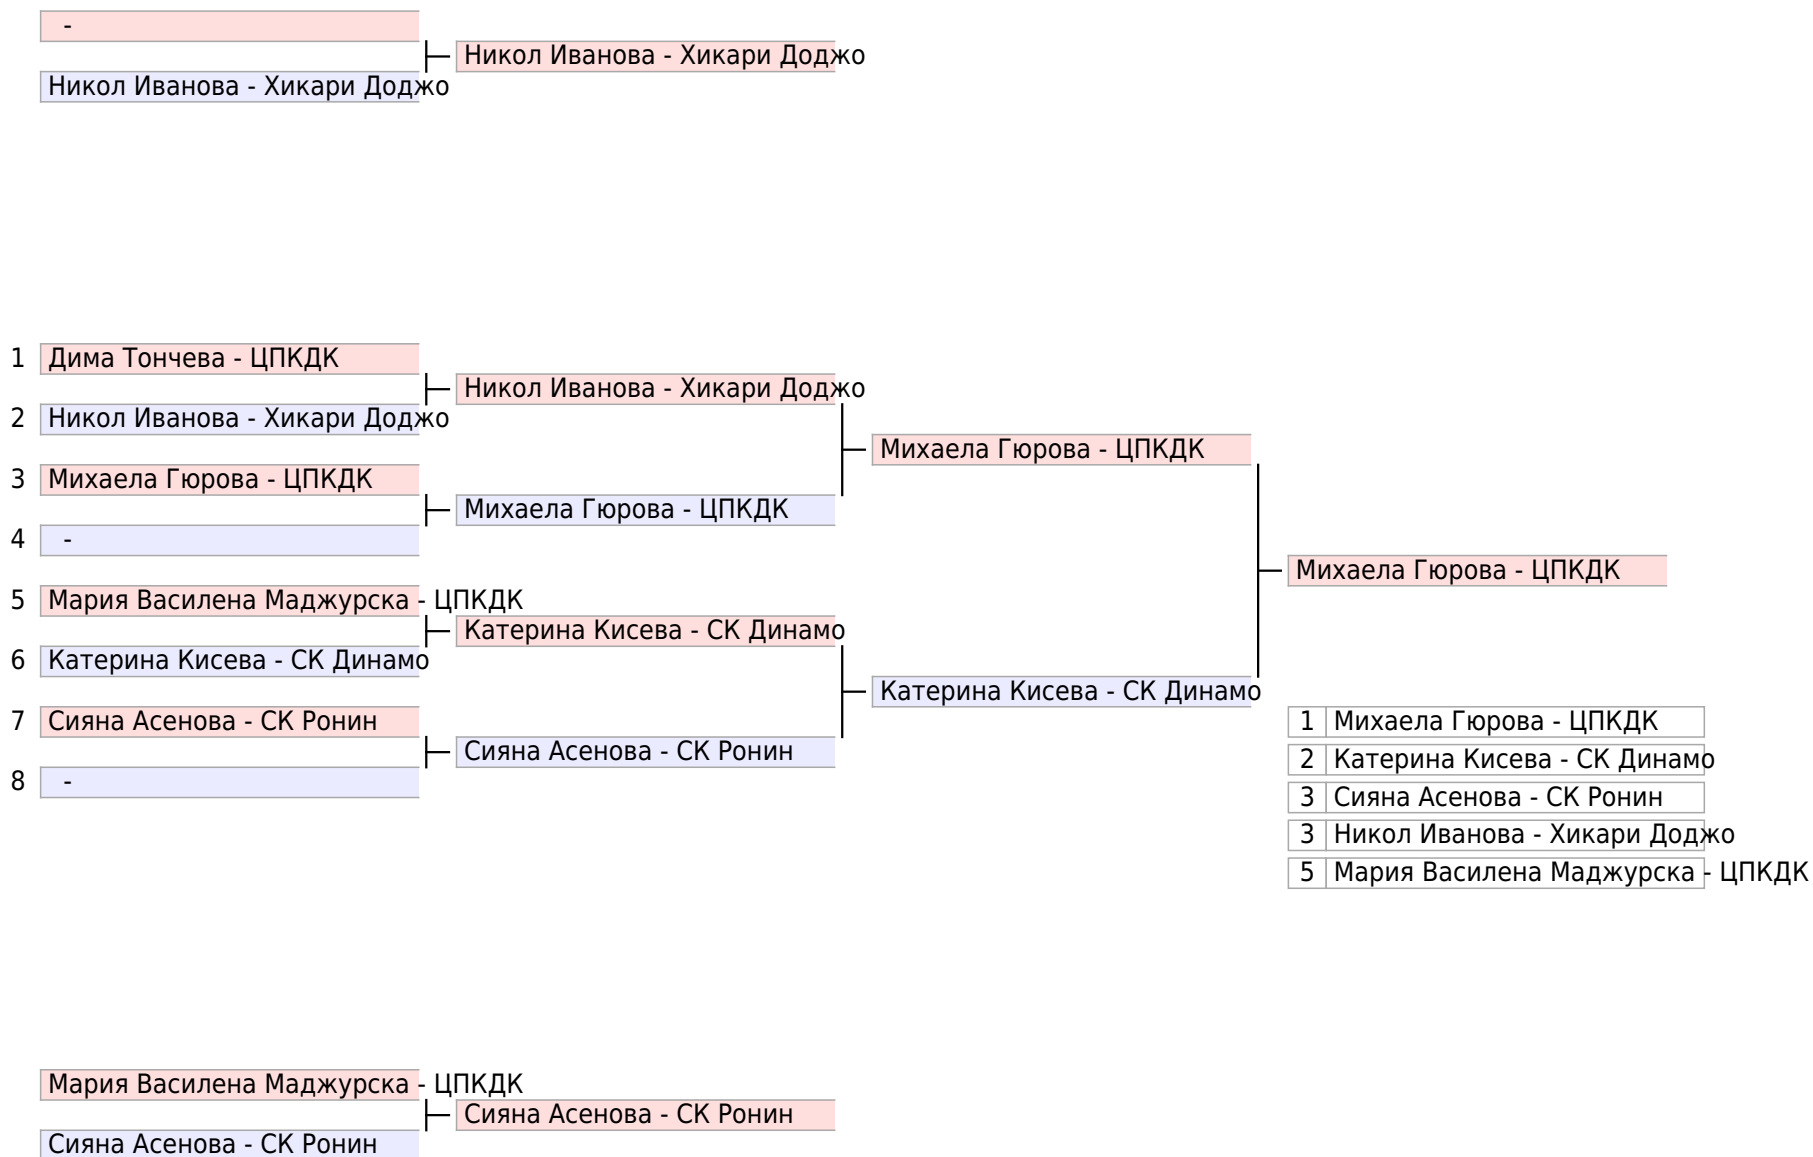 -
Никол Иванова - Хикари Доджо
Никол Иванова - Хикари Доджо
1 Дима Тончева - ЦПКДК
Никол Иванова - Хикари Доджо
2 Никол Иванова - Хикари Доджо
Михаела Гюрова - ЦПКДК
3 Михаела Гюрова - ЦПКДК
Михаела Гюрова - ЦПКДК
4 -
Михаела Гюрова - ЦПКДК
5 Мария Василена Маджурска - ЦПКДК
Катерина Кисева - СК Динамо
6 Катерина Кисева - СК Динамо
Катерина Кисева - СК Динамо
7 Сияна Асенова - СК Ронин
Сияна Асенова - СК Ронин
8 -
1 Михаела Гюрова - ЦПКДК
2 Катерина Кисева - СК Динамо
3 Сияна Асенова - СК Ронин
3 Никол Иванова - Хикари Доджо
5 Мария Василена Маджурска - ЦПКДК
Мария Василена Маджурска - ЦПКДК
Сияна Асенова - СК Ронин
Сияна Асенова - СК Ронин